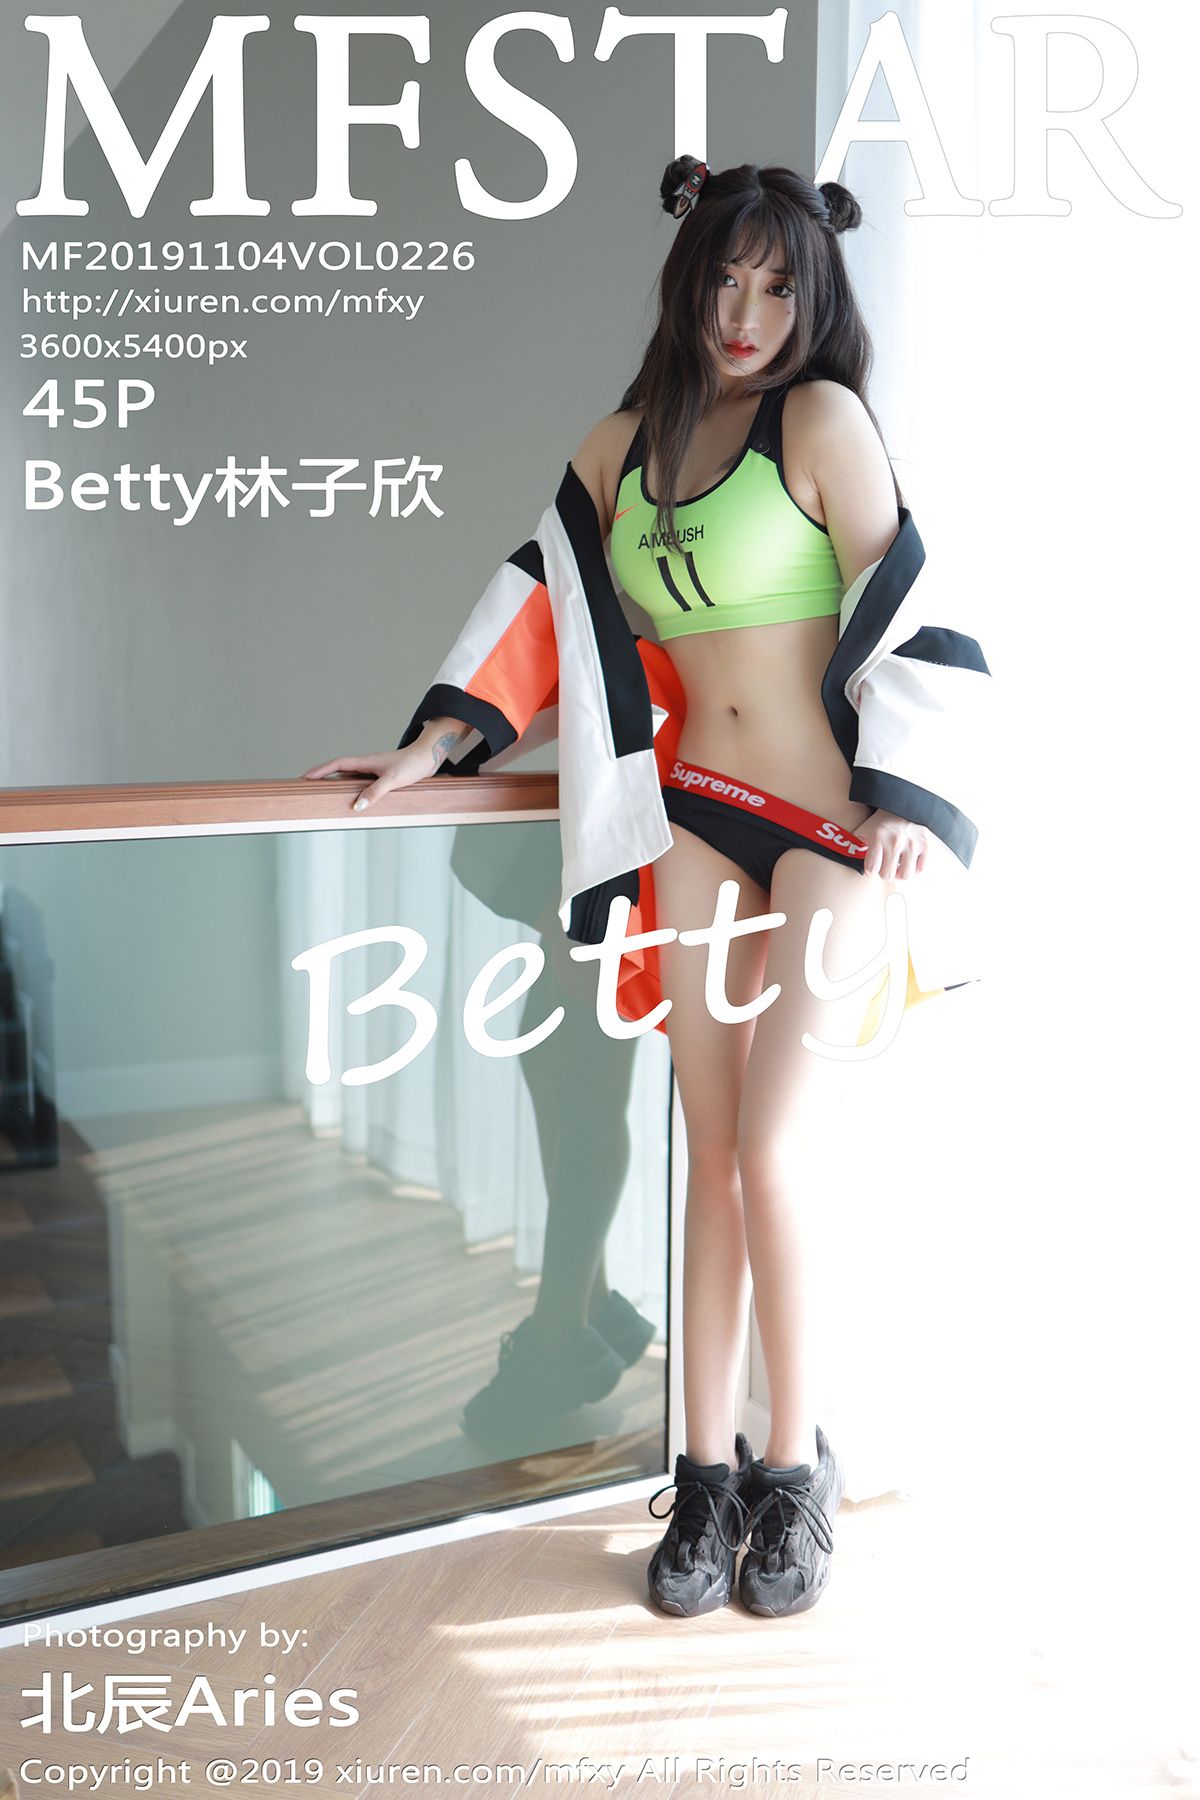 MFSTAR
MF20191104VOL0226
http://xiuren.com/mfxy
3600x5400px
45P
Betty林子欣
AMBUSH
11
Supreme
Sup
Betty
Photography by:
北辰Aries
Copyright @2019 xiuren.com/mfxy All Rights Reserved